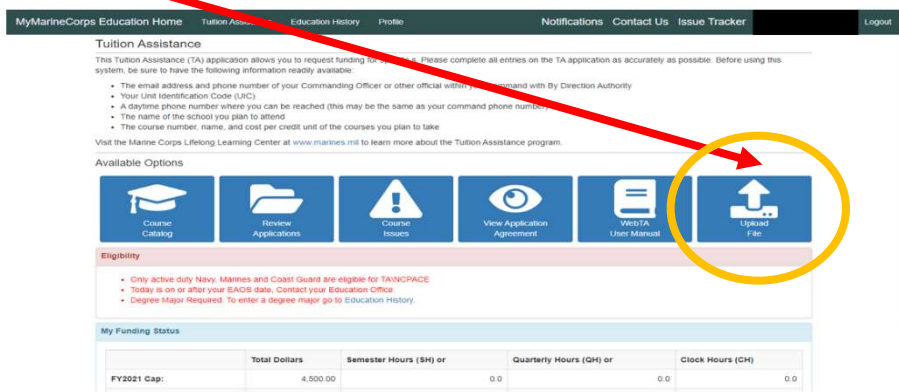 MyMarineCorps Education Home Tuition Education History Profile Notifications Contact Us Issue Tracker Logout
Tuition Assistance
This Tuition Assistance (TA) application allows you to request funding for Please complete all entries on the TA application as accurately as possible. Before using this
system, be sure to have the following information readily available:
• The email address and phone number of your Commanding Officer or other official within your command with By Direction Authority
• Your Unit Identification Code (UIC)
• A daytime phone number where you can be reached (this may be the same as your command phone number)
• The name of the school you plan to attend
• The course number, name, and cost per credit unit of the courses you plan to take
Visit the Marine Corps Lifelong Learning Center at www.marines.mil to learn more about the Tuition Assistance program.
Available Options
Course Catalog
Review Applications
Course Issues
View Application Agreement
WebTA User Manual
Upload File
Eligibility
• Only active duty Navy, Marines and Coast Guard are eligible for TA\NCPACE
• Today is on or after your EAOS date, Contact your Education Office.
• Degree Major Required. To enter a degree major go to Education History.
My Funding Status
Total Dollars Semester Hours (SH) or Quarterly Hours (QH) or Clock Hours (CH)
FY2021 Cap: 4,500.00 0.0 0.0 0.0